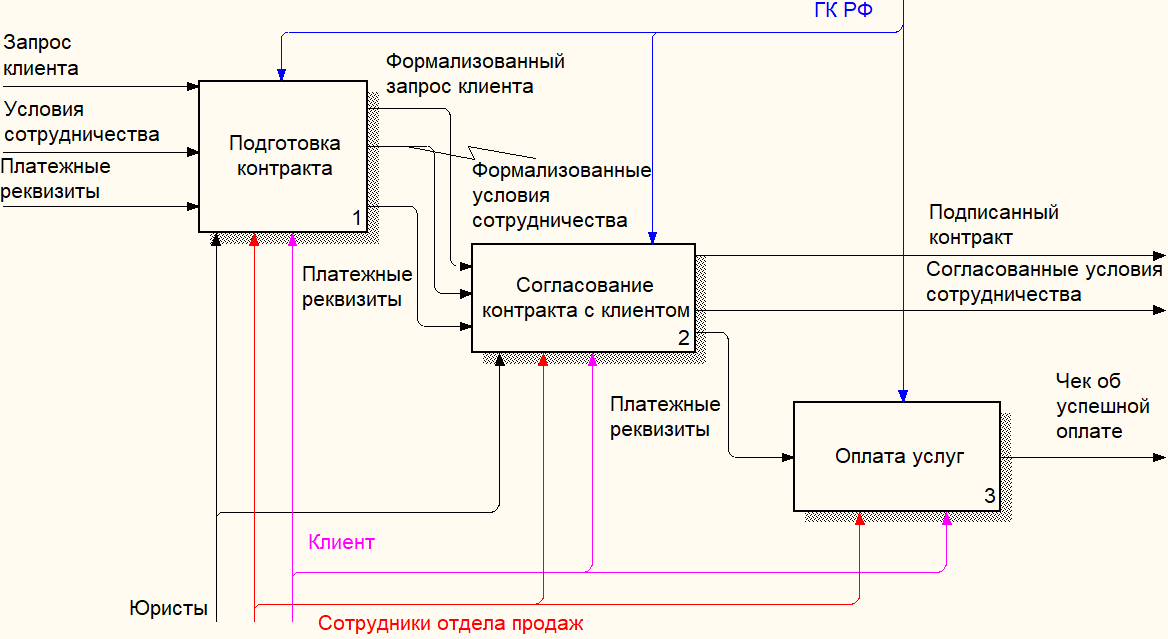 ГК РФ
Запрос
клиента
Условия
сотрудничества
Платежные
реквизиты
Подготовка
контракта
1
Формализованный
запрос клиента
Формализованные
условия
сотрудничества
Платежные
реквизиты
Согласование
контракта с клиентом
2
Подписанный
контракт
Согласованные условия
сотрудничества
Платежные
реквизиты
Оплата услуг
3
Чек об
успешной
оплате
Клиент
Юристы
Сотрудники отдела продаж